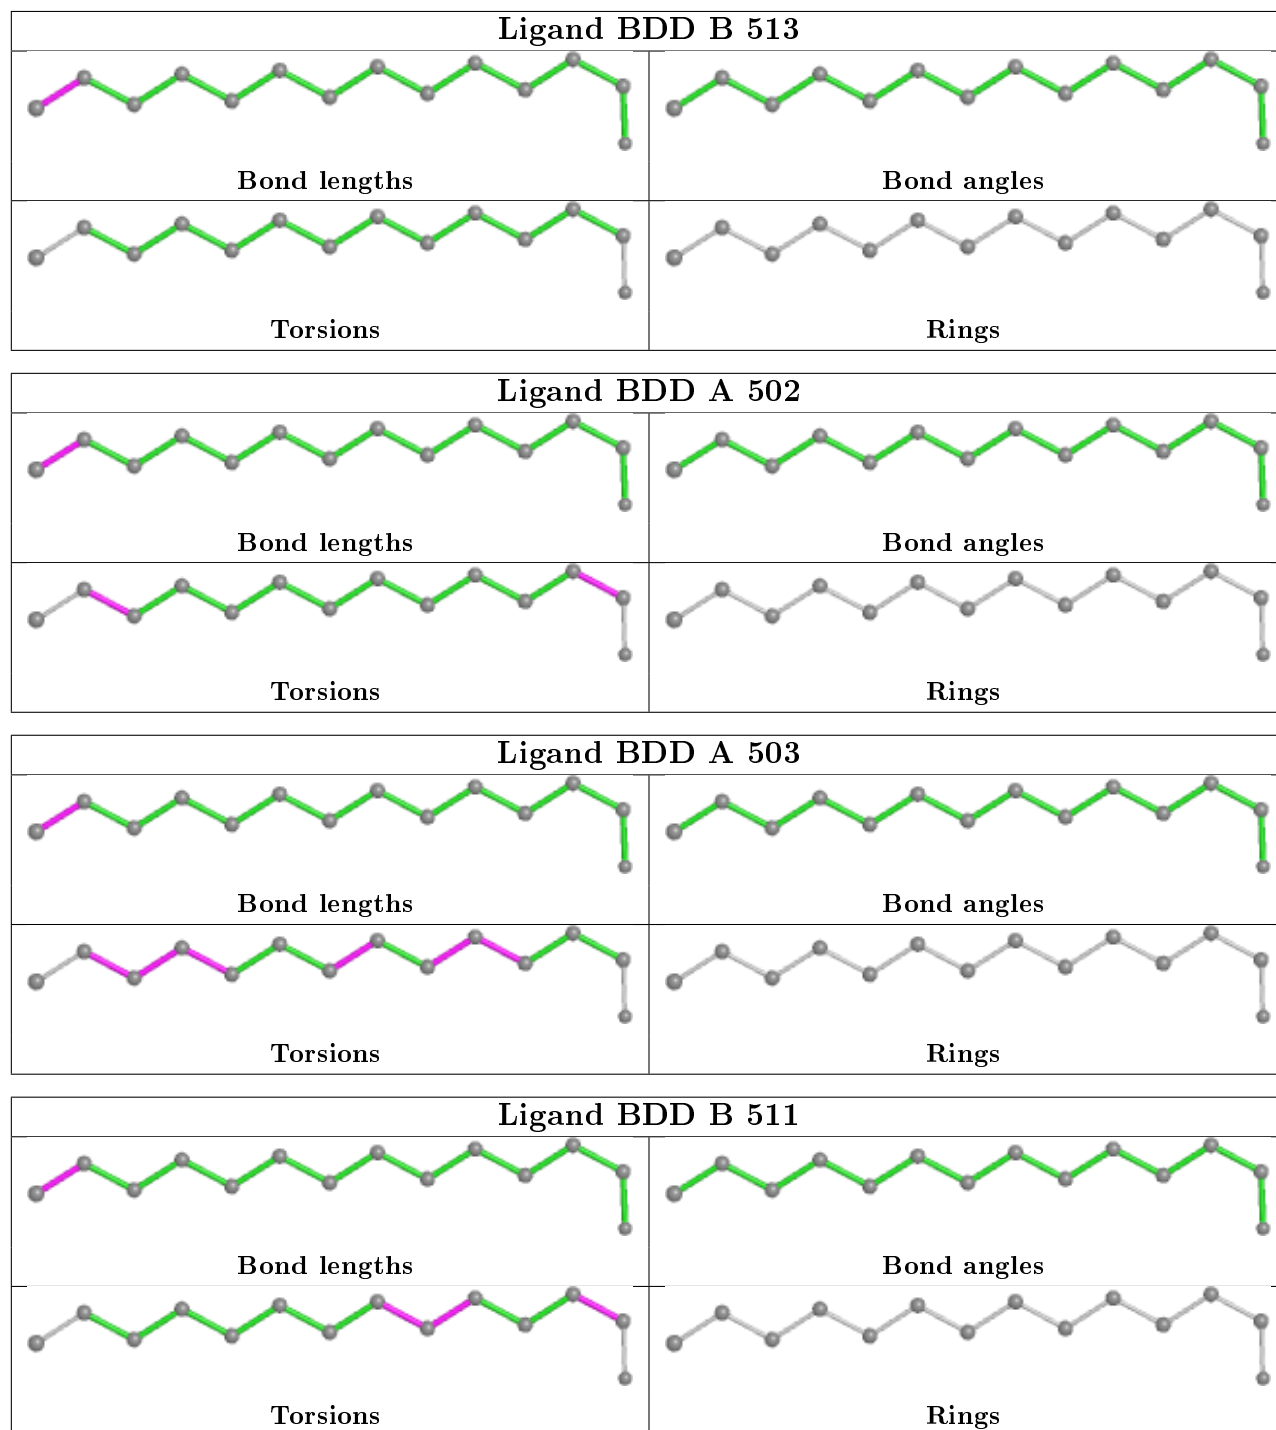 Ligand BDD B 513
Bond lengths
Bond angles
Torsions
Rings
Ligand BDD A 502
Bond lengths
Bond angles
Torsions
Rings
Ligand BDD A 503
Bond lengths
Bond angles
Torsions
Rings
Ligand BDD B 511
Bond lengths
Bond angles
Torsions
Rings